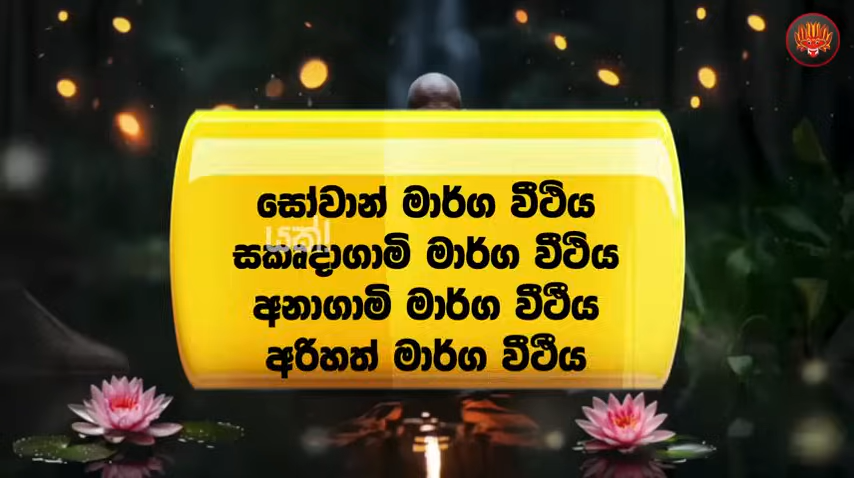 සෝවාන් මාර්ග වීථිය
සකෘදාගාමි මාර්ග වීථිය
අනාගාමි මාර්ග වීථීය
අරිහත් මාර්ග වීථීය